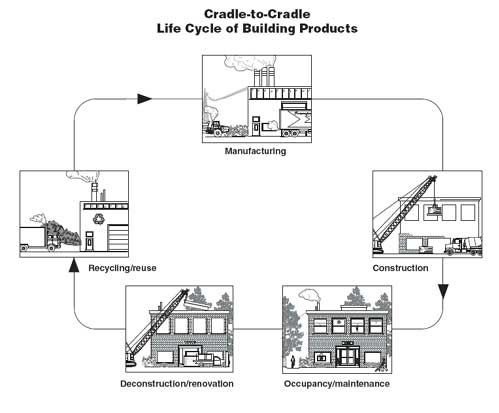 Cradle-to-Cradle
Life Cycle of Building Products
Manufacturing
Recycling/reuse
Construction
Deconstruction/renovation
Occupancy/maintenance